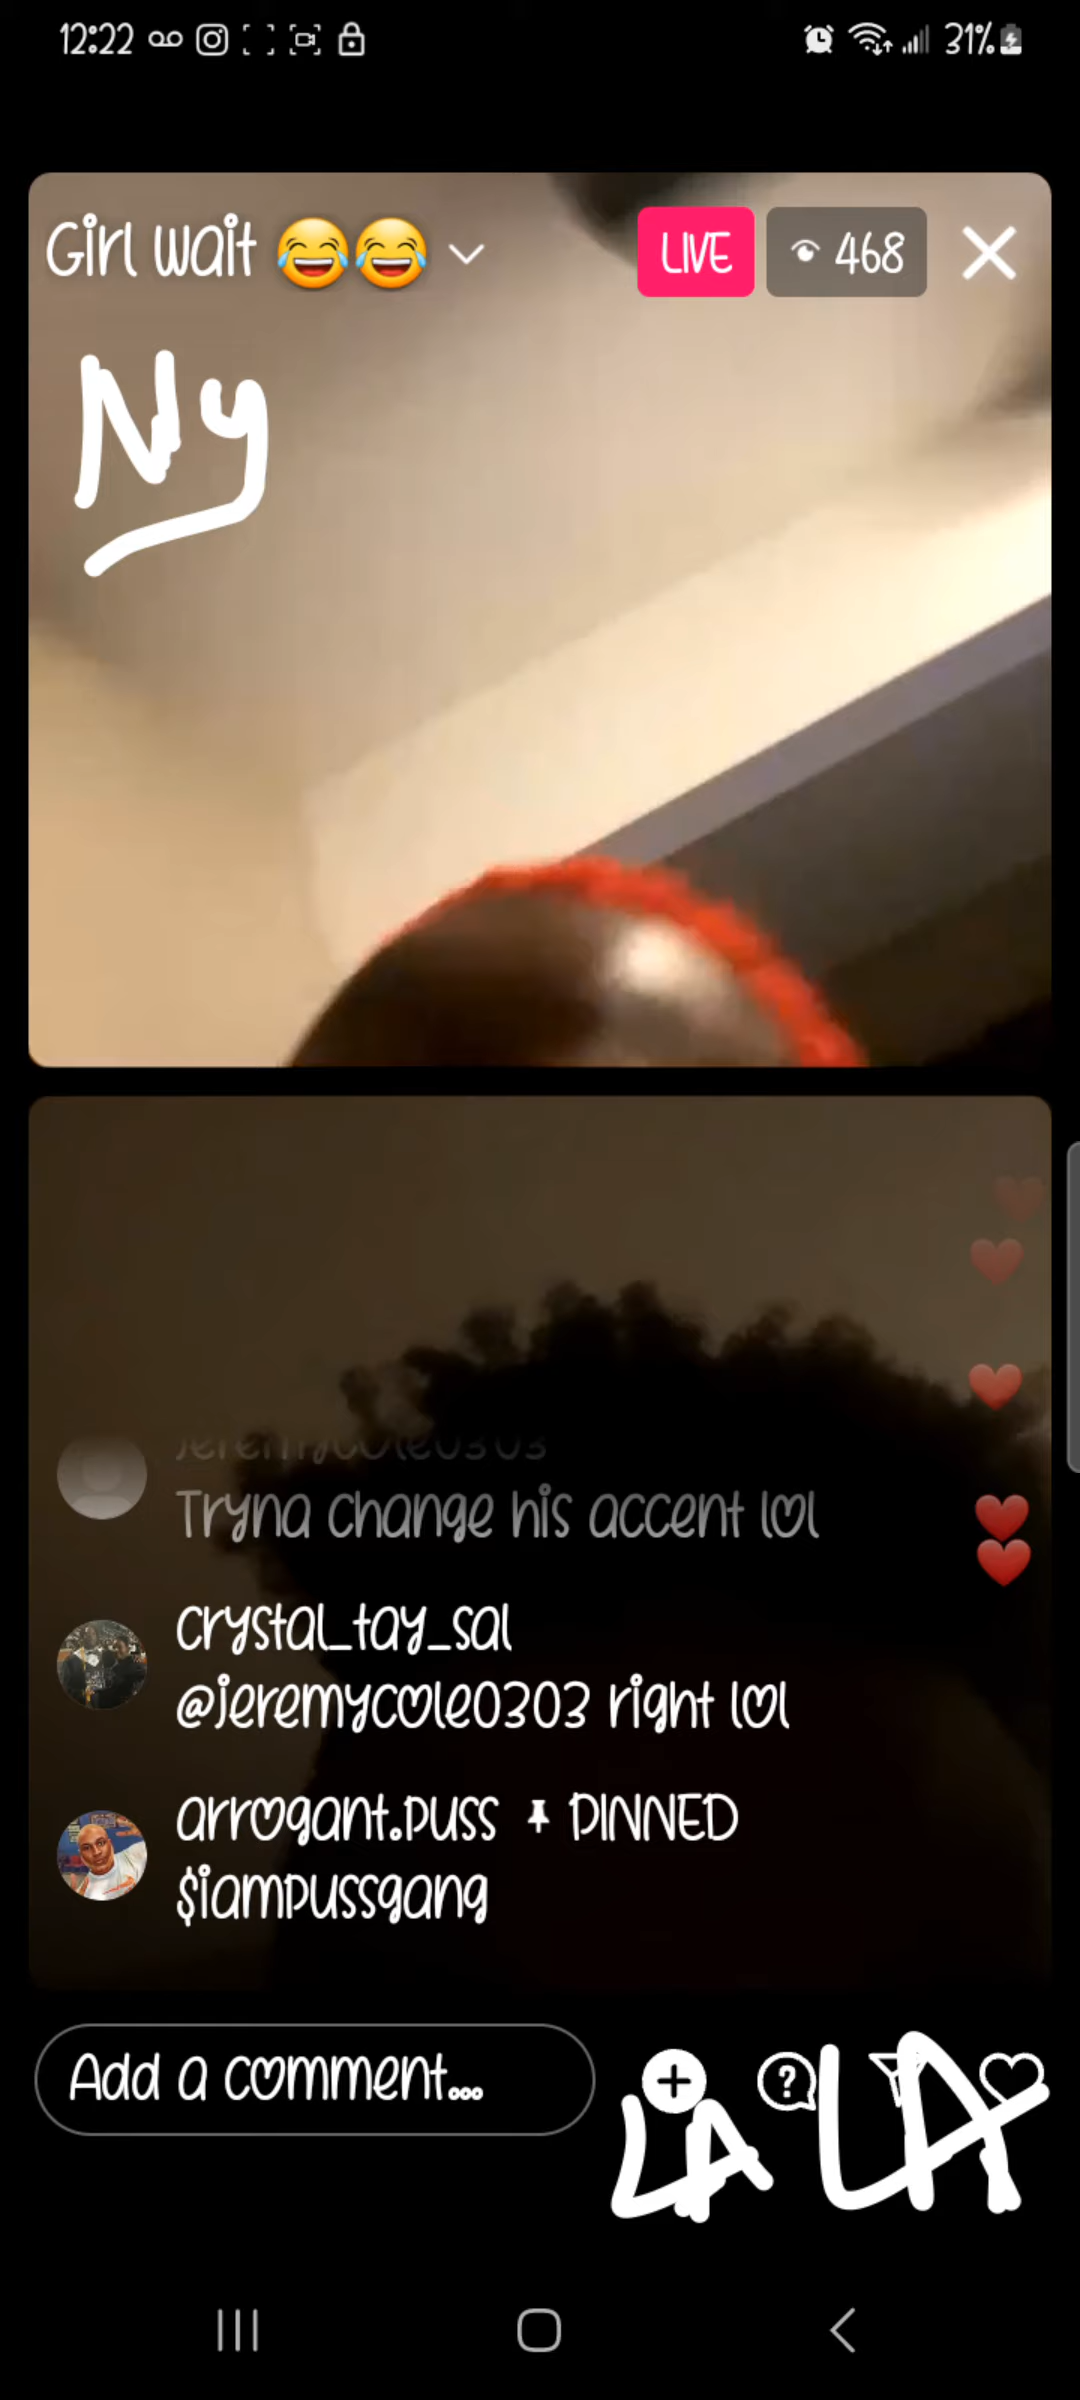 12:22 31%
Girl wait 😂😂 LIVE 468
Ny
jeremycole0303
Tryna change his accent lol
crystal_tay_sal
@jeremycole0303 right lol
arrogant.puss PINNED
$iampussgang
Add a comment...
LA LA